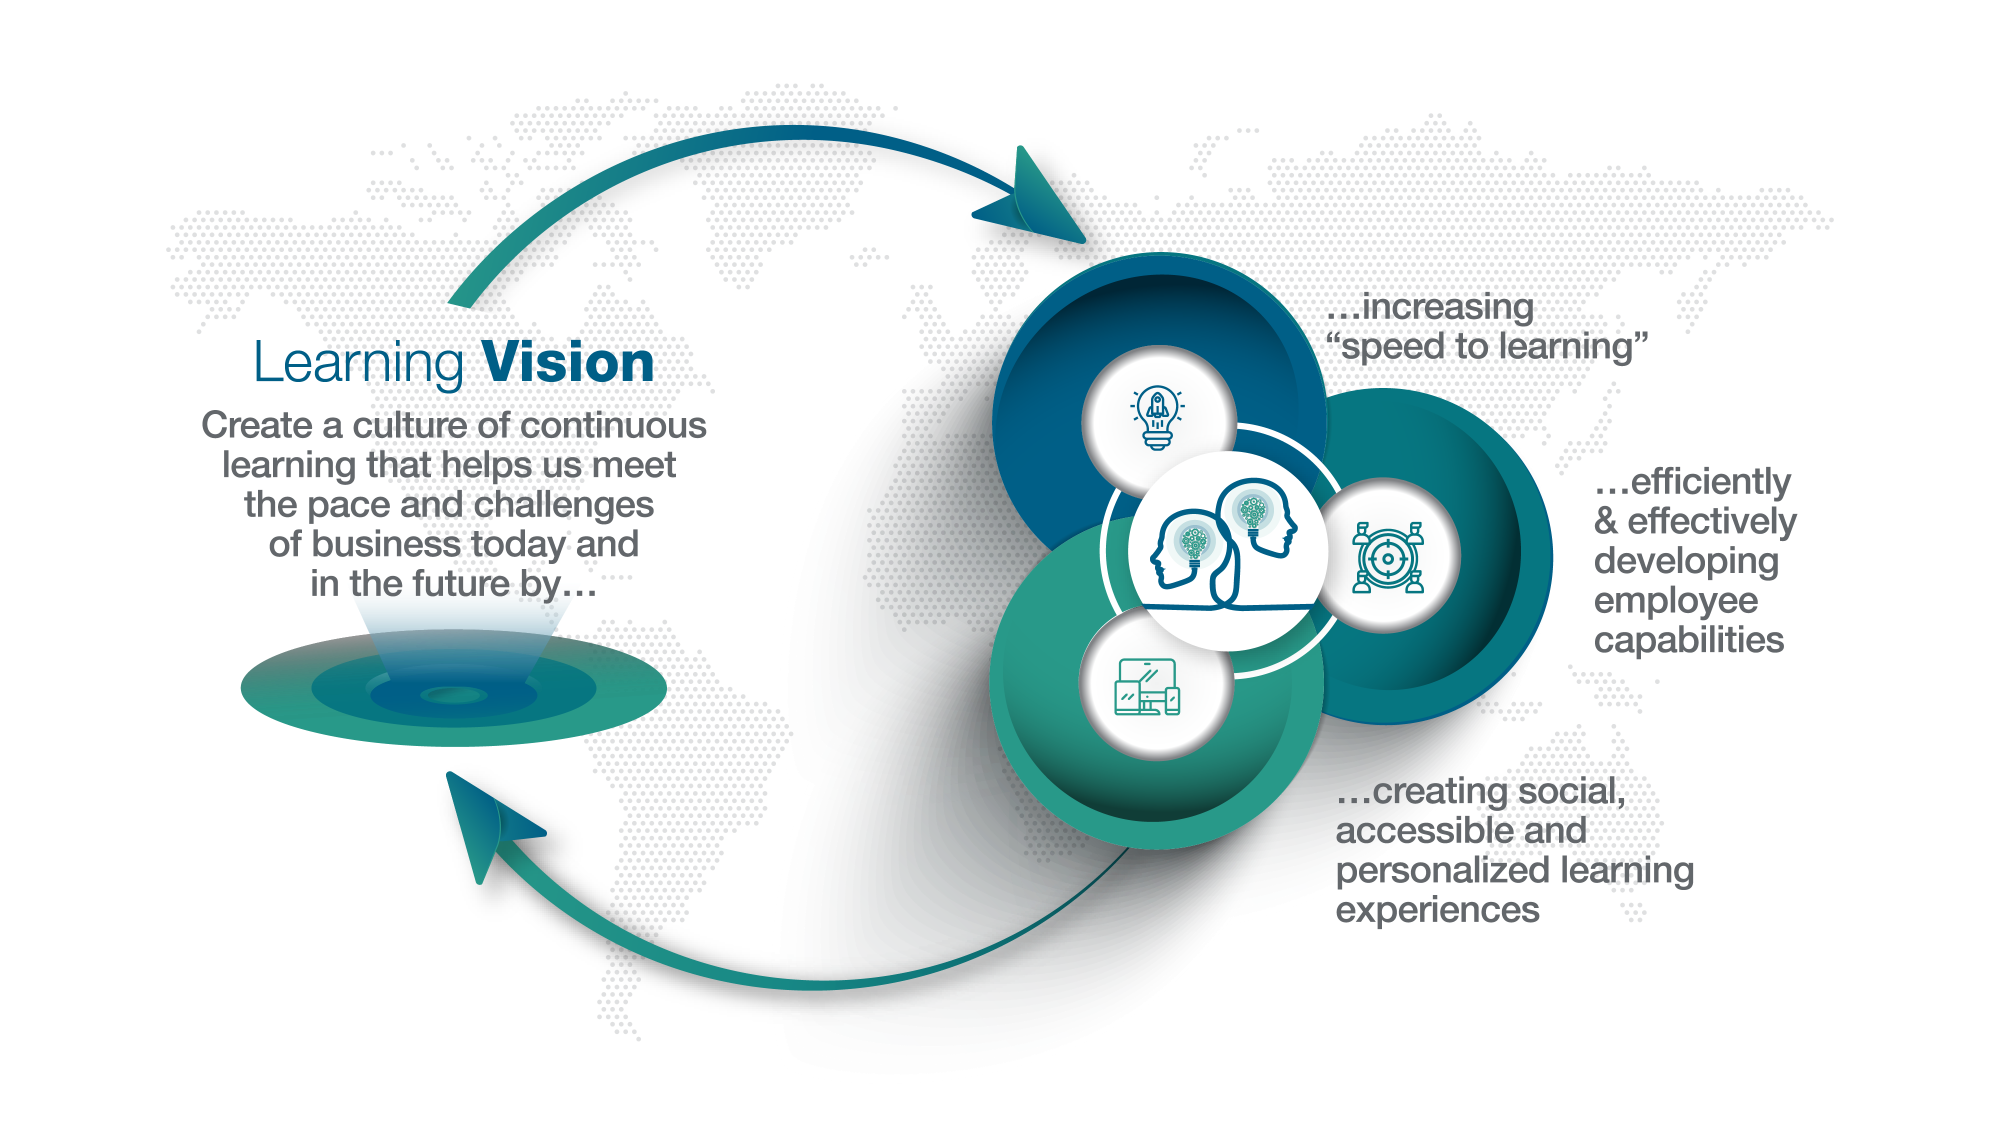 Learning Vision
Create a culture of continuous
learning that helps us meet
the pace and challenges
of business today and
in the future by…
…increasing
“speed to learning”
…efficiently
& effectively
developing
employee
capabilities
…creating social,
accessible and
personalized learning
experiences